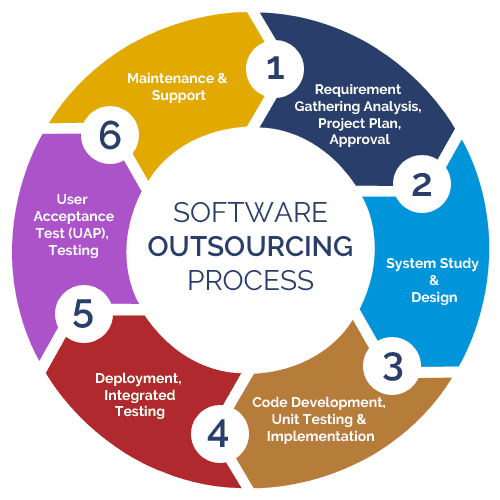 SOFTWARE
OUTSOURCING
PROCESS
1
Requirement
Gathering Analysis,
Project Plan,
Approval
2
System Study
&
Design
3
Code Development,
Unit Testing &
Implementation
4
Deployment,
Integrated
Testing
5
User
Acceptance
Test (UAP),
Testing
6
Maintenance &
Support